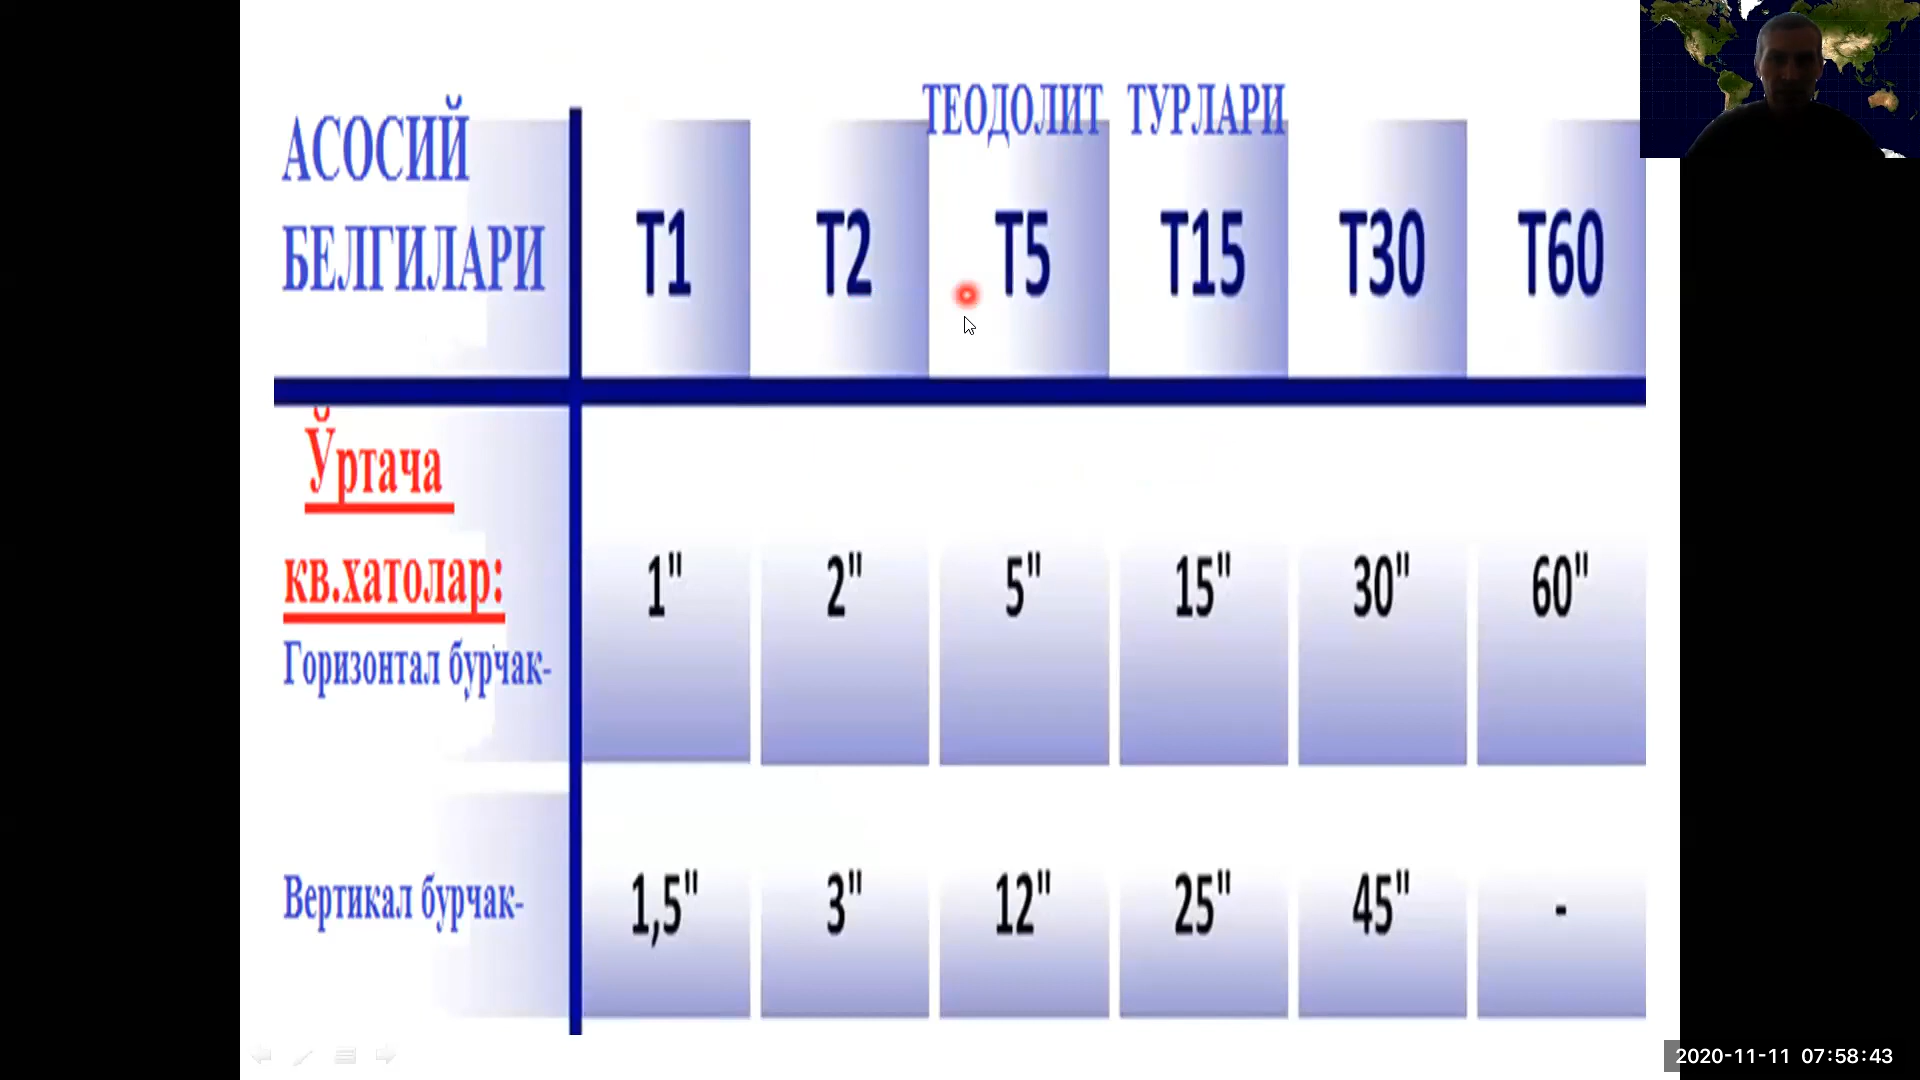 ТЕОДОЛИТ ТУРЛАРИ
АСОСИЙ
БЕЛГИЛАРИ
Т1 Т2 Т5 Т15 Т30 Т60
Ўртача
кв.хатолар:
1" 2" 5" 15" 30" 60"
Горизонтал бурчак-
Вертикал бурчак-
1,5" 3" 12" 25" 45" -
2020-11-11 07:58:43